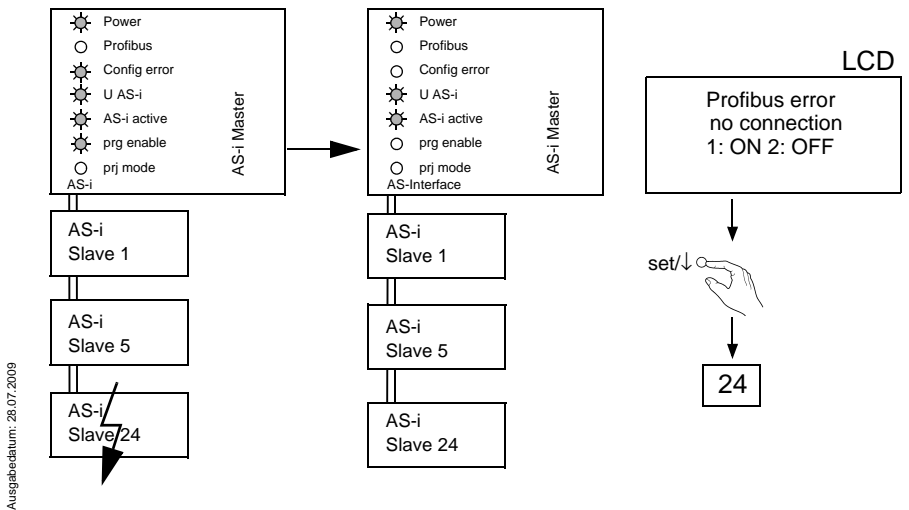 Power
Profibus
Config error
U AS-i
AS-i active
prg enable
prj mode
AS-i
AS-i Master
AS-i
Slave 1
AS-i
Slave 5
AS-i
Slave 24
Power
Profibus
Config error
U AS-i
AS-i active
prg enable
prj mode
AS-Interface
AS-i Master
AS-i
Slave 1
AS-i
Slave 5
AS-i
Slave 24
LCD
Profibus error
no connection
1: ON 2: OFF
set/↓
24
Ausgabedatum: 28.07.2009